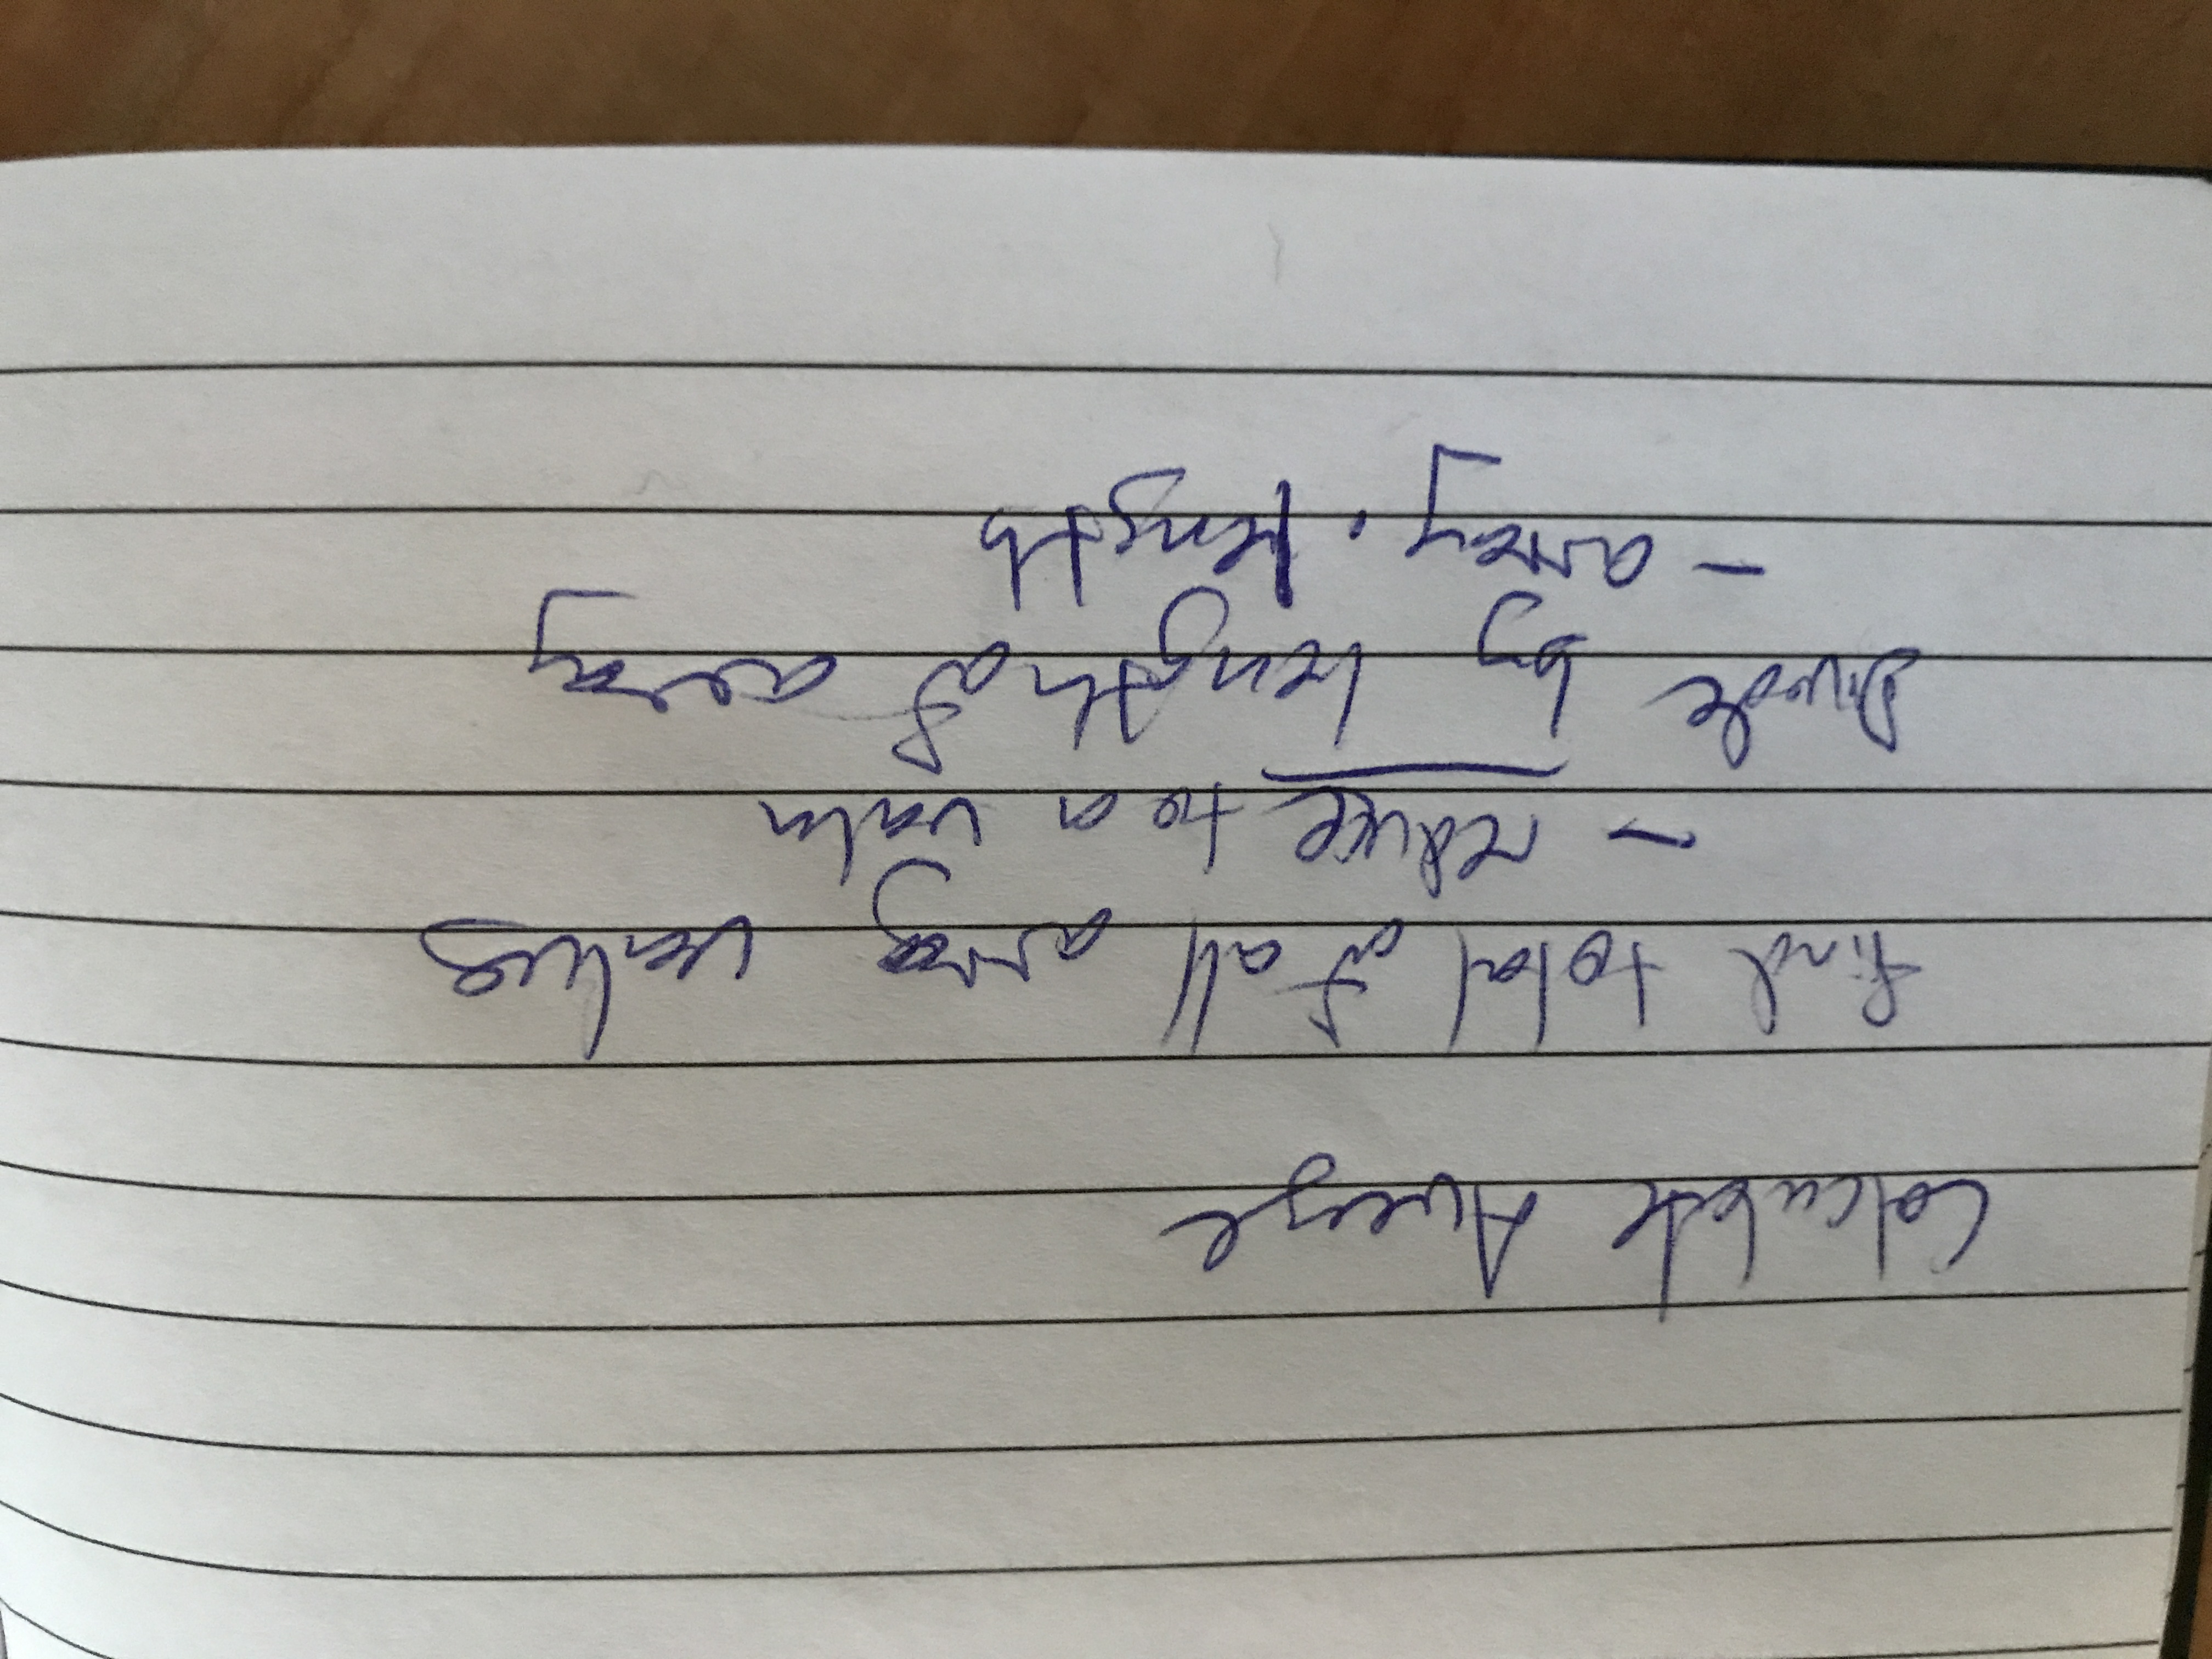 Calculate Average
find total of all array values
- reduce to a value
Divide by length of array
- array.length